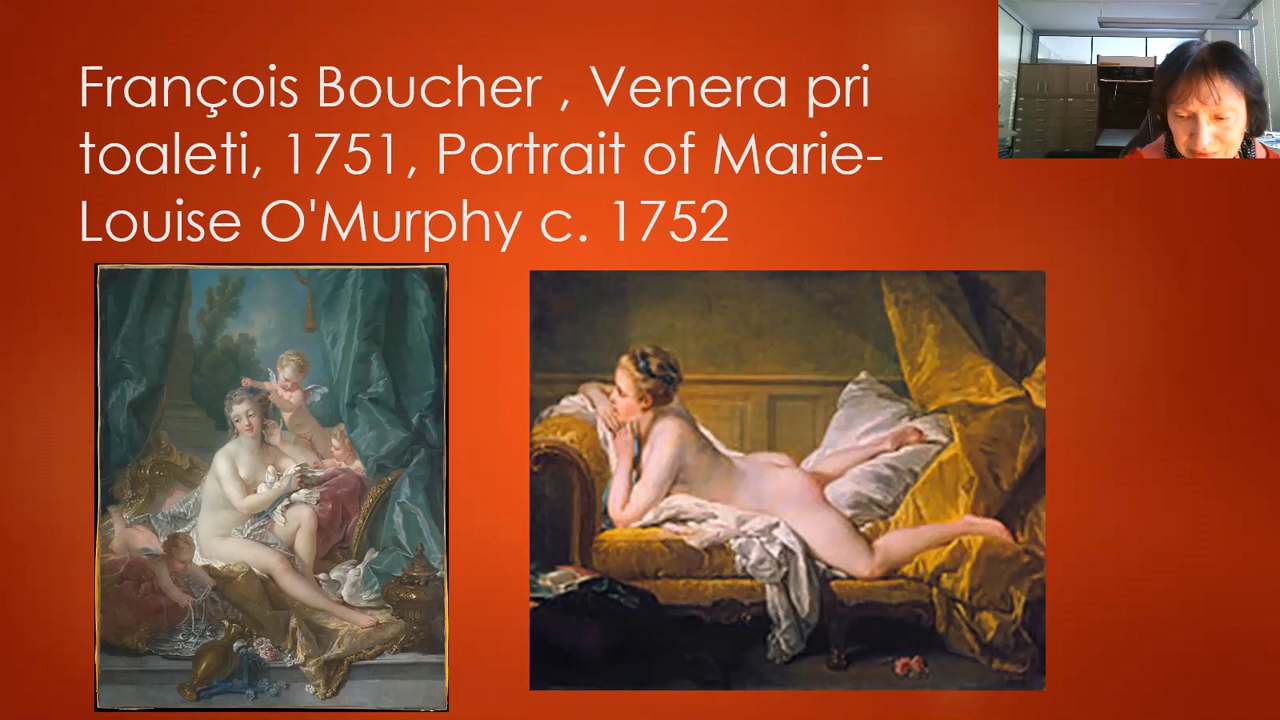 François Boucher , Venera pri
toaleti, 1751, Portrait of Marie-
Louise O'Murphy c. 1752